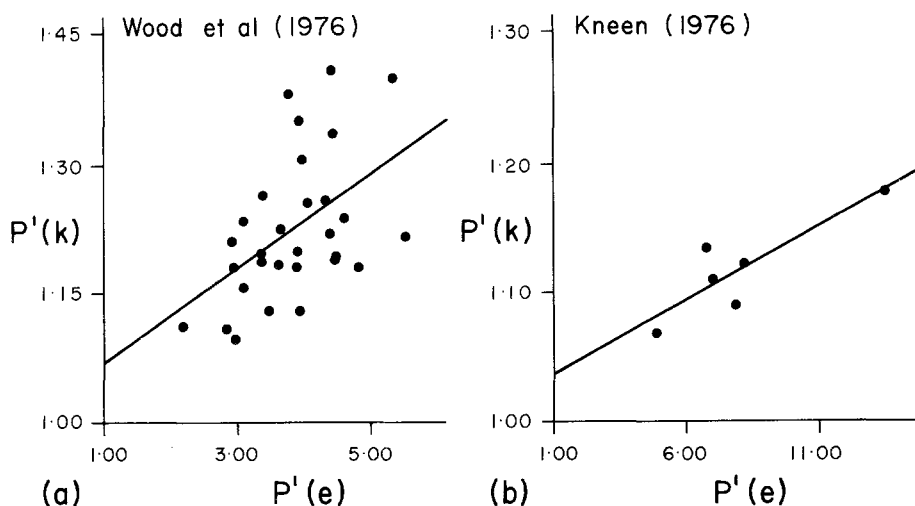 Wood et al (1976)
1·45
1·30
P'(k)
1·15
1·00
1·00 3·00 5·00
(a) P'(e)
Kneen (1976)
1·30
1·20
P'(k)
1·10
1·00
1·00 6·00 11·00
(b) P'(e)